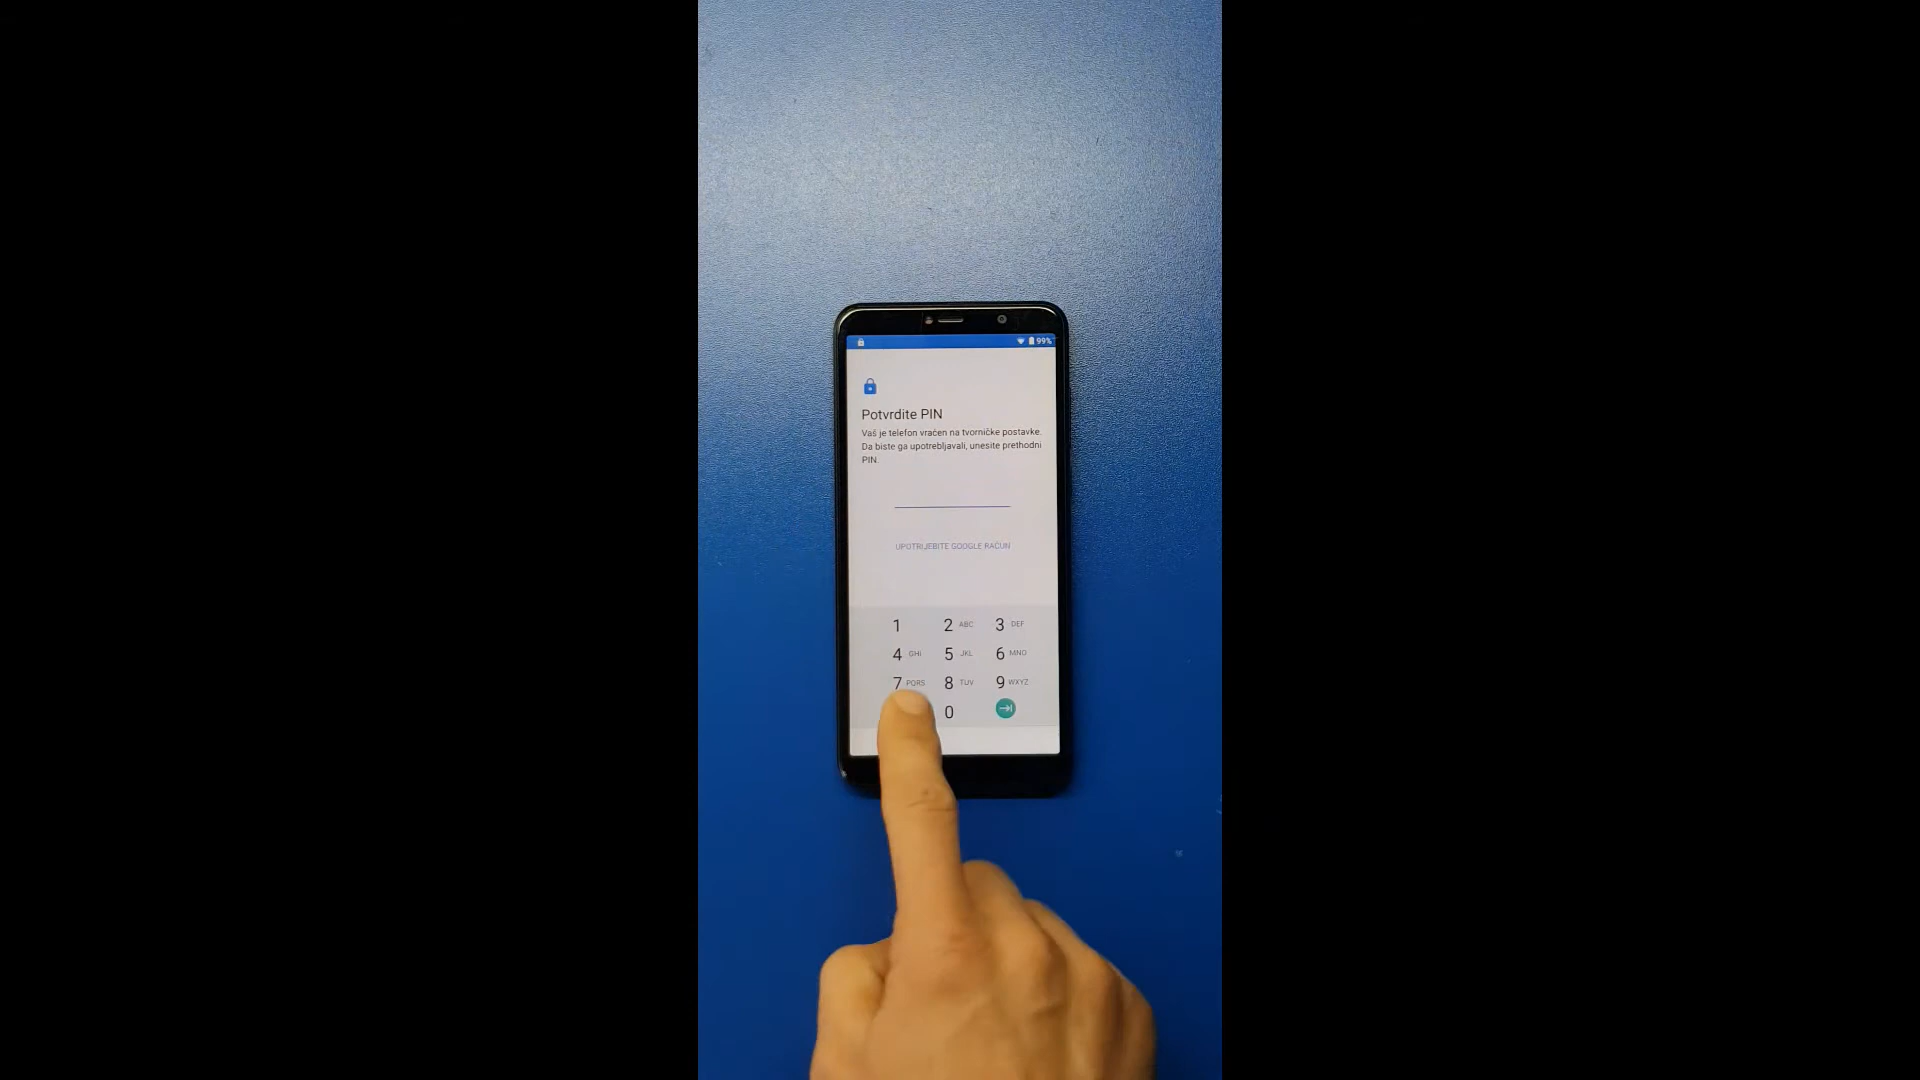 99%
Potvrdite PIN
Vaš je telefon vraćen na tvorničke postavke.
Da biste ga upotrebljavali, unesite prethodni
PIN.
UPOTRIJEBITE GOOGLE RAČUN
1 2 ABC 3 DEF
4 GHI 5 JKL 6 MNO
7 PQRS 8 TUV 9 WXYZ
0